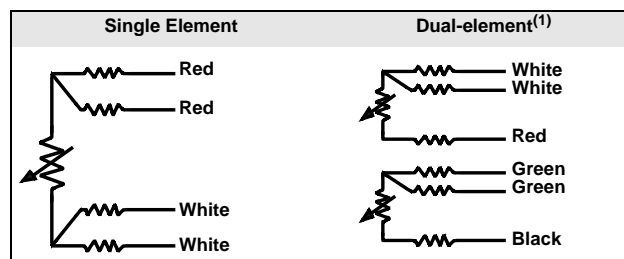 Single Element
Dual-element(1)
Red
Red
White
White
White
White
Red
Green
Green
Black